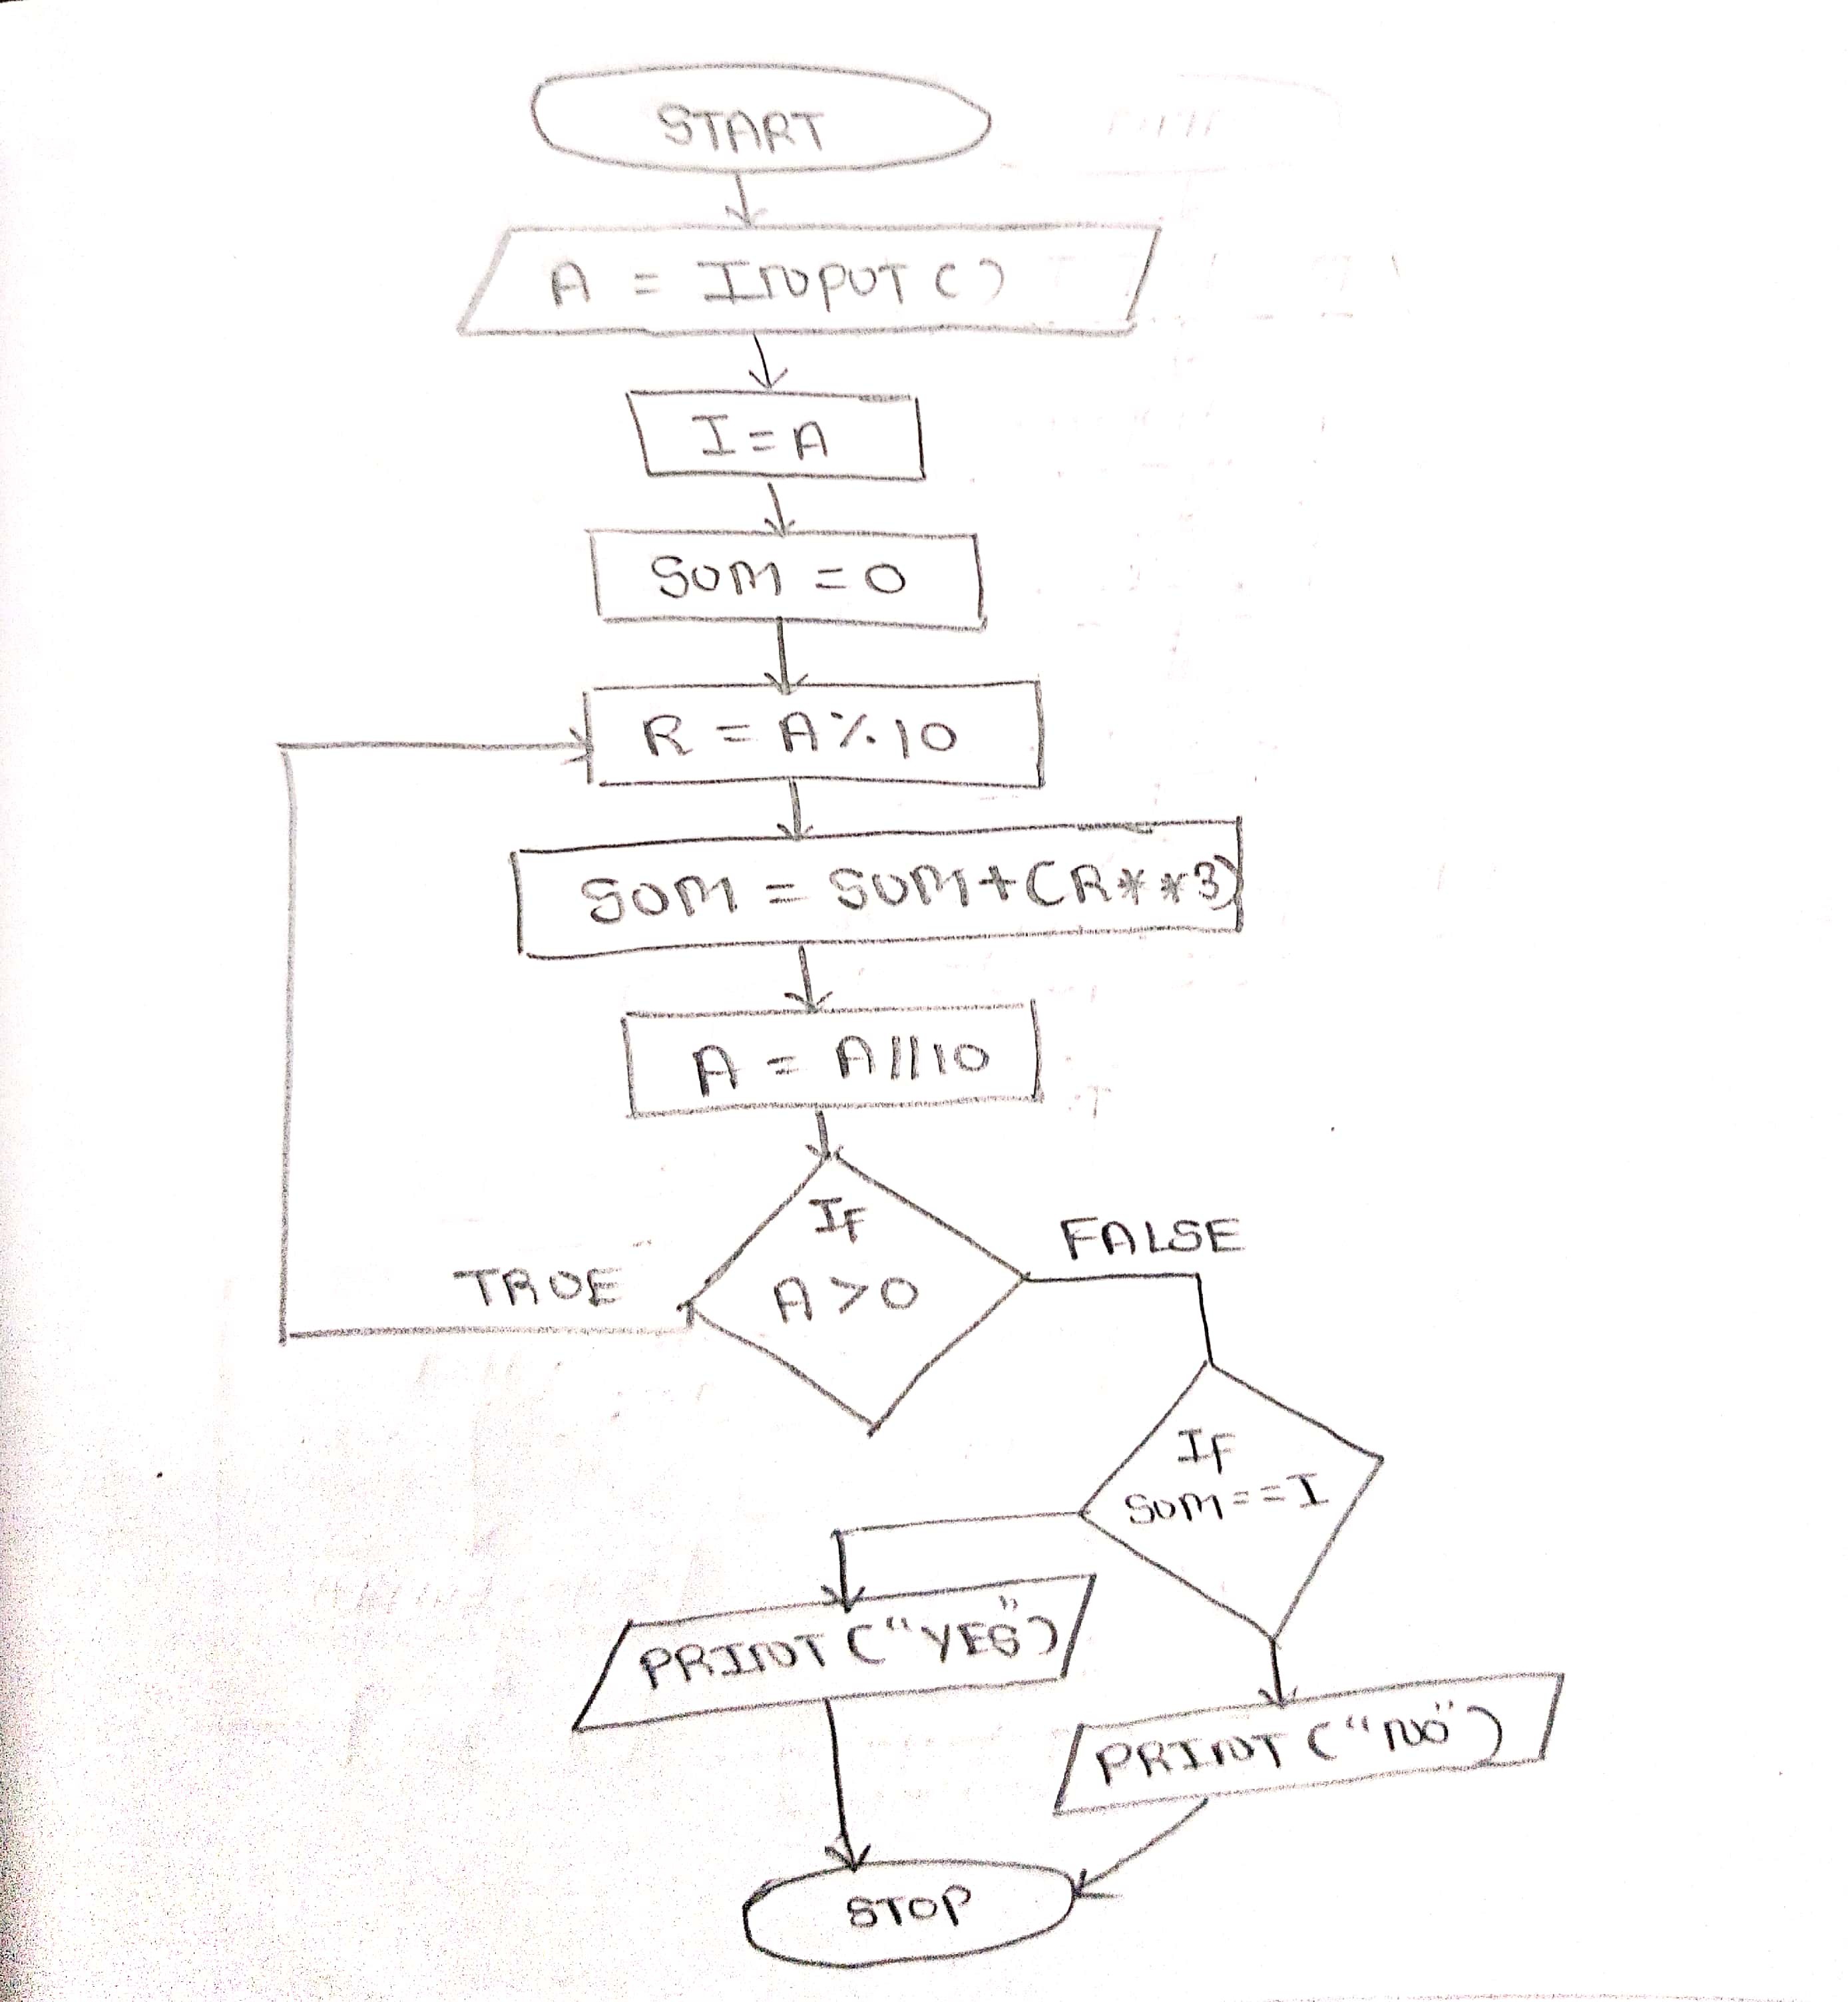 START
A = INPUT()
I=A
SUM = 0
R = A%10
SUM = SUM+(R**3)
A = A//10
IF
A>0
TRUE
FALSE
IF
SUM==I
PRINT("YES")
PRINT("NO")
STOP